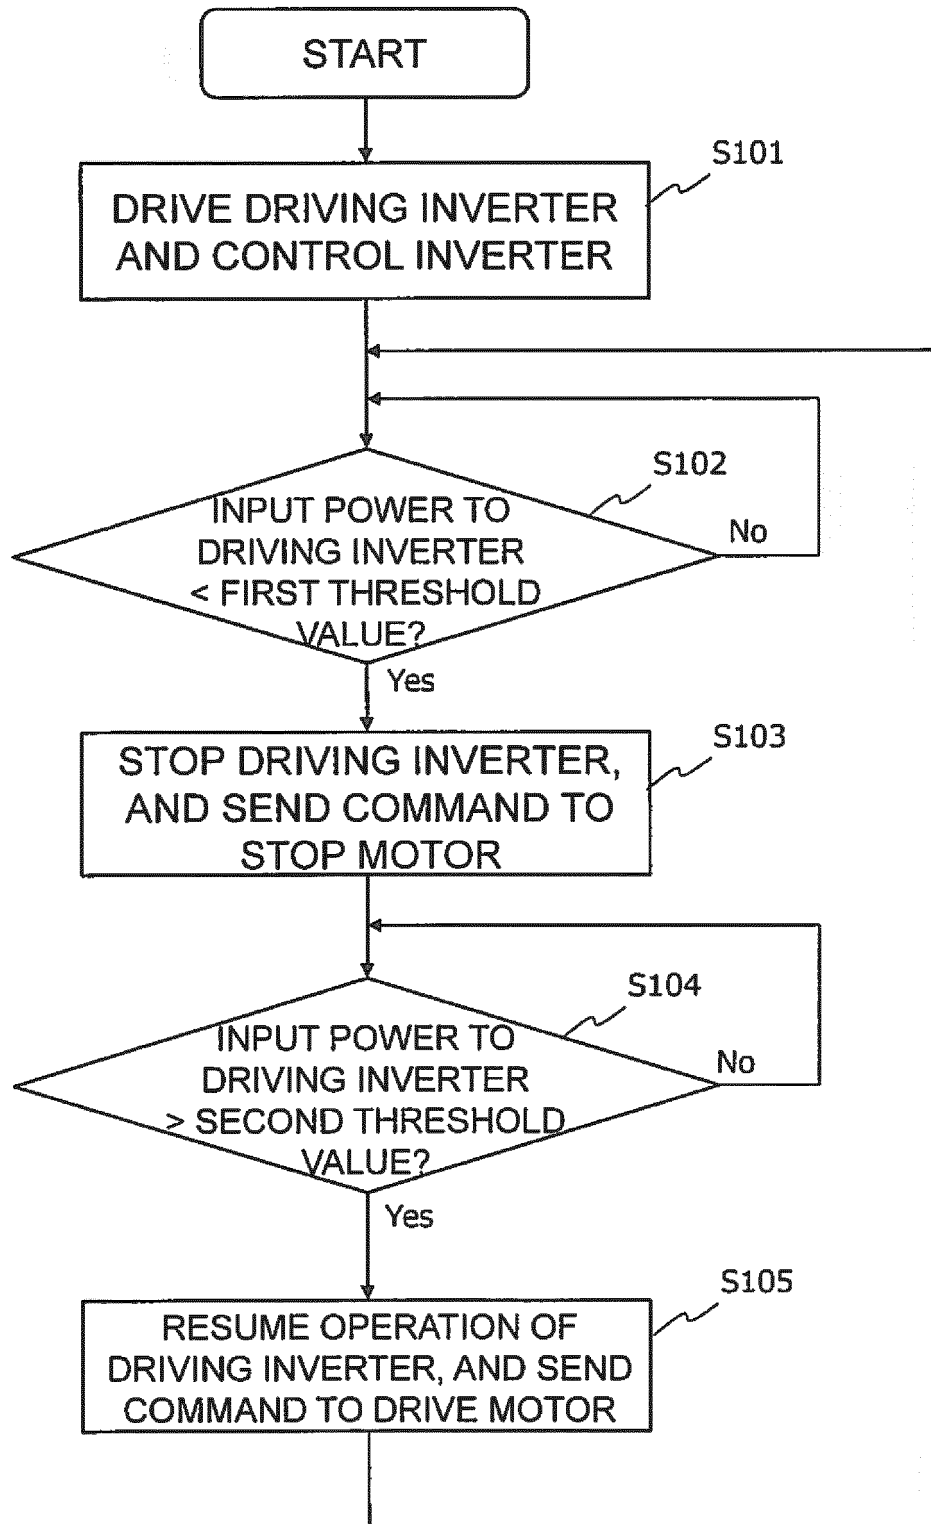 START
S101
DRIVE DRIVING INVERTER
AND CONTROL INVERTER
S102
INPUT POWER TO
DRIVING INVERTER
< FIRST THRESHOLD
VALUE?
No
Yes
S103
STOP DRIVING INVERTER,
AND SEND COMMAND TO
STOP MOTOR
S104
INPUT POWER TO
DRIVING INVERTER
> SECOND THRESHOLD
VALUE?
No
Yes
S105
RESUME OPERATION OF
DRIVING INVERTER, AND SEND
COMMAND TO DRIVE MOTOR